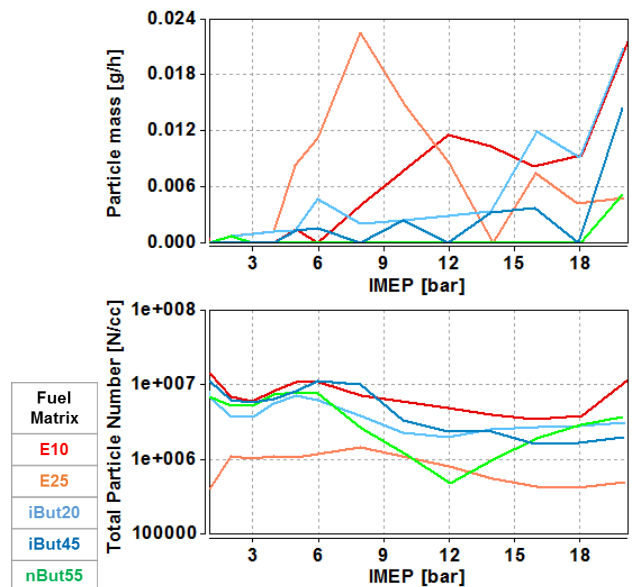 Particle mass [g/h]
0.024
0.018
0.012
0.006
0.000
3 6 9 12 15 18
IMEP [bar]
Total Particle Number [N/cc]
1e+008
1e+007
1e+006
100000
3 6 9 12 15 18
IMEP [bar]
Fuel
Matrix
E10
E25
iBut20
iBut45
nBut55